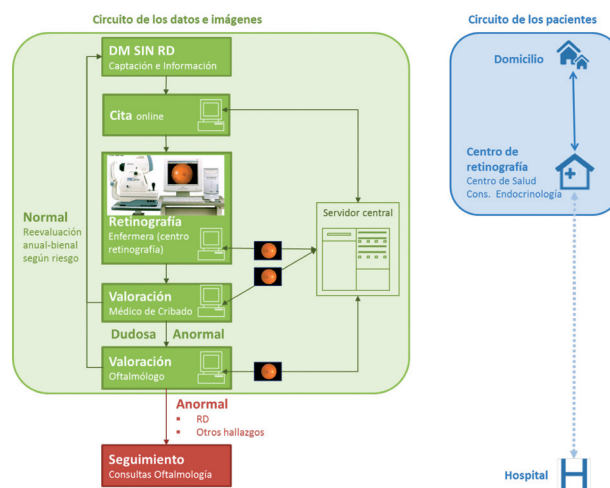 Circuito de los datos e imágenes
DM SIN RD
Captación e Información
Cita online
Retinografía
Enfermera (centro
retinografía)
Normal
Reevaluación
anual-bienal
según riesgo
Servidor central
Valoración
Médico de Cribado
Dudosa Anormal
Valoración
Oftalmólogo
Anormal
RD
Otros hallazgos
Seguimiento
Consultas Oftalmología
Circuito de los pacientes
Domicilio
Centro de
retinografía
Centro de Salud
Cons. Endocrinología
Hospital
H